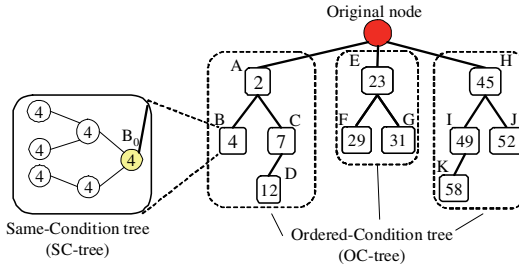 Original node
A
E
H
2
23
45
B
C
F
G
I
J
4
7
29
31
49
52
D
K
12
58
4
4
4
B0
4
4
4
4
Same-Condition tree
(SC-tree)
Ordered-Condition tree
(OC-tree)